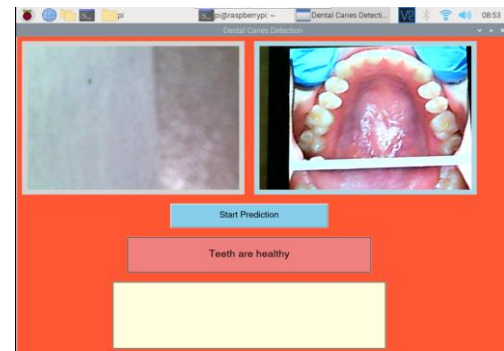 pi
pi@raspberrypi: ~
Dental Caries Detecti...
08:53
Dental Caries Detection
Start Prediction
Teeth are healthy